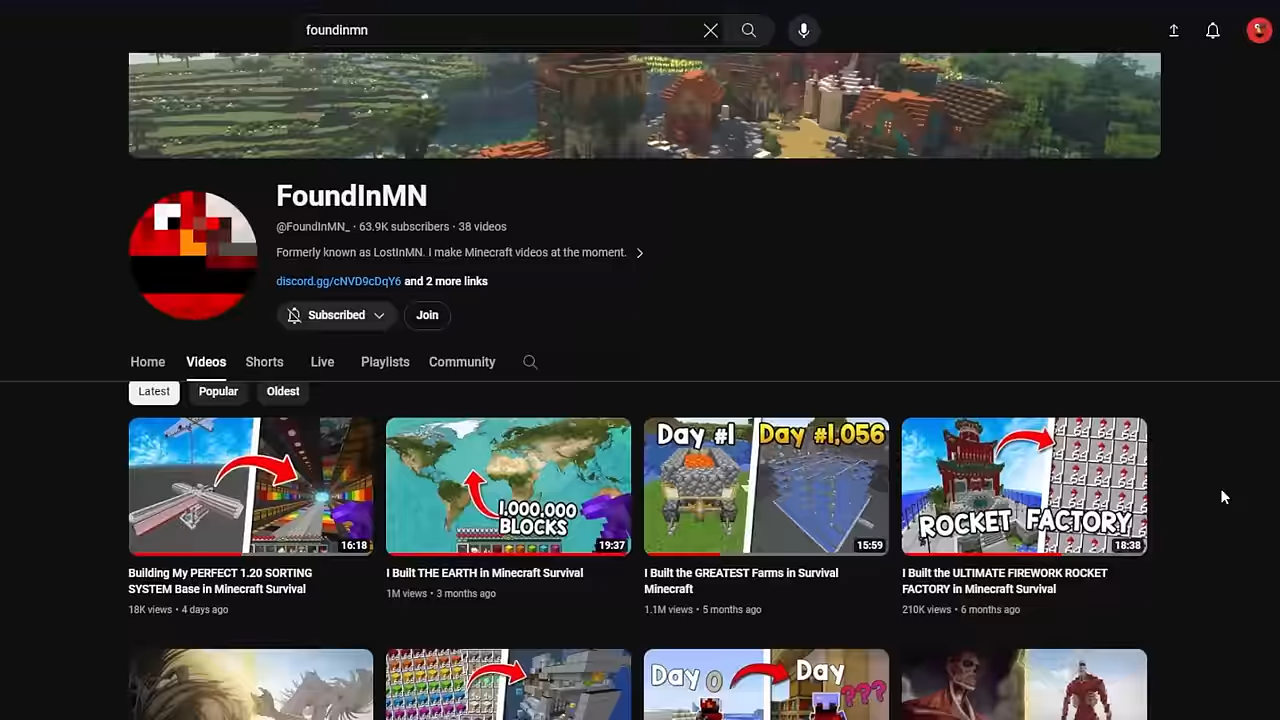 foundinmn
FoundInMN
@FoundInMN_ · 63.9K subscribers · 38 videos
Formerly known as LostInMN. I make Minecraft videos at the moment.
discord.gg/cNVD9cDqY6 and 2 more links
Subscribed
Join
Home Videos Shorts Live Playlists Community
Latest Popular Oldest
16:18
1,000,000
BLOCKS
19:37
Day #1 Day #1,056
15:59
ROCKET FACTORY
18:38
Building My PERFECT 1.20 SORTING
SYSTEM Base in Minecraft Survival
18K views • 4 days ago
I Built THE EARTH in Minecraft Survival
1M views • 3 months ago
I Built the GREATEST Farms in Survival
Minecraft
1.1M views • 5 months ago
I Built the ULTIMATE FIREWORK ROCKET
FACTORY in Minecraft Survival
210K views • 6 months ago
Day 0 Day
???